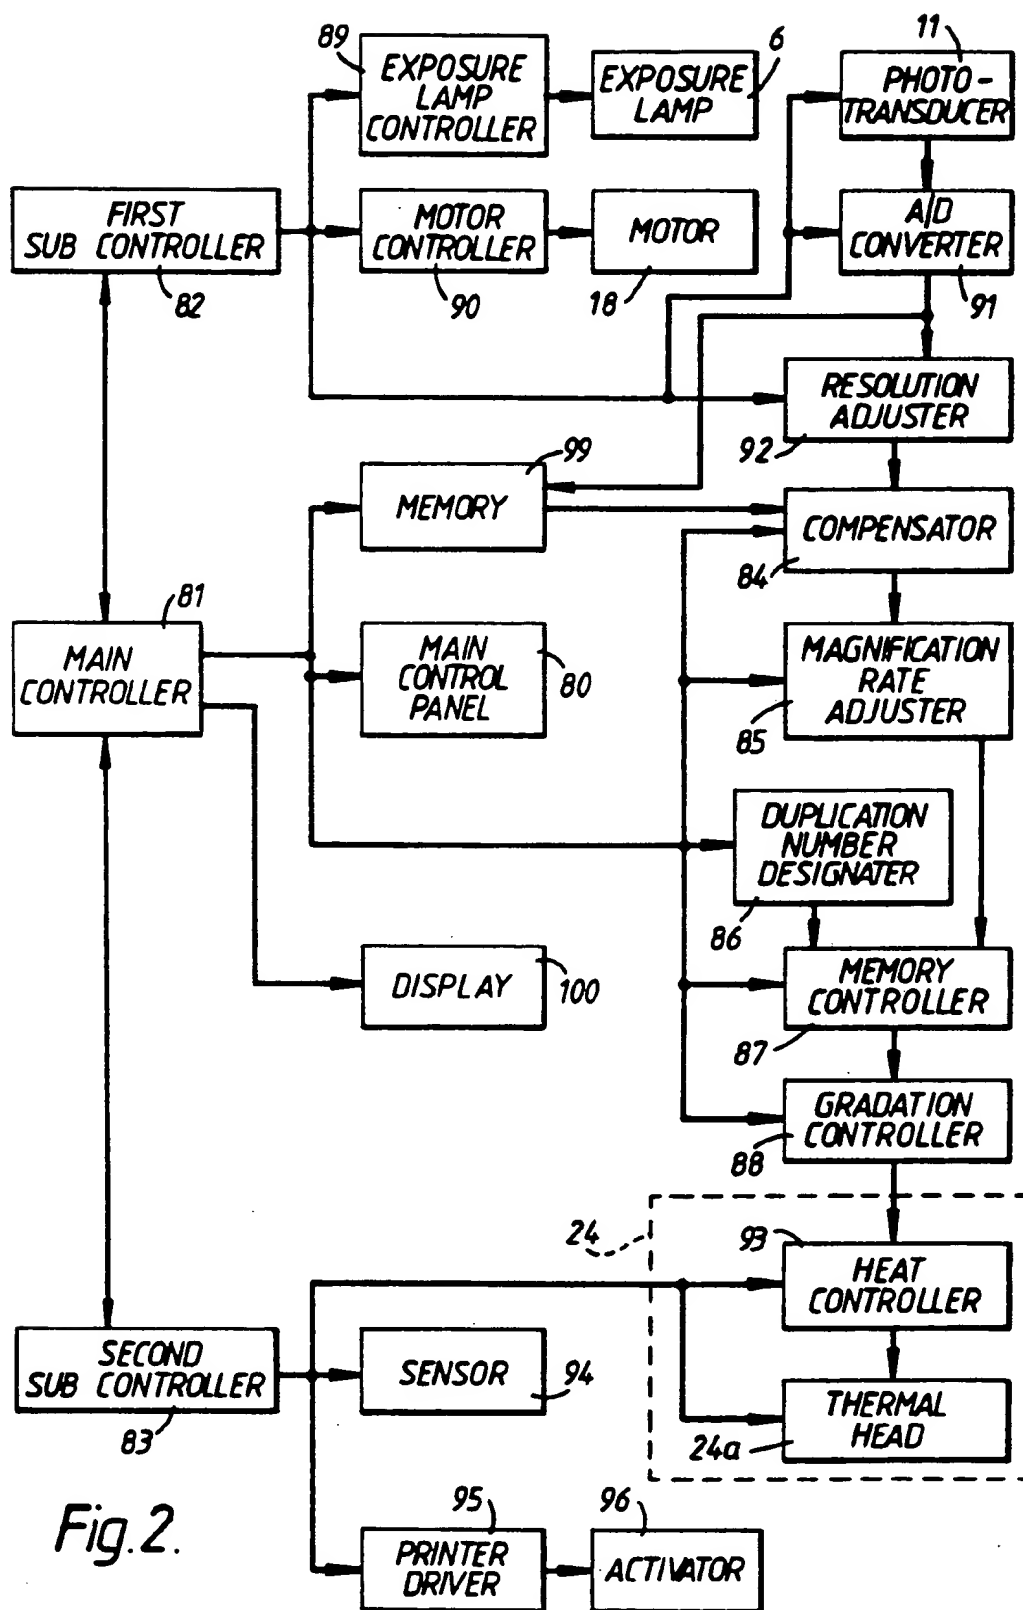 89
EXPOSURE
LAMP
CONTROLLER
6
EXPOSURE
LAMP
11
PHOTO-
TRANSDUCER
FIRST
SUB CONTROLLER
82
MOTOR
CONTROLLER
90
MOTOR
18
A/D
CONVERTER
91
RESOLUTION
ADJUSTER
92
99
MEMORY
COMPENSATOR
84
81
MAIN
CONTROLLER
MAIN
CONTROL
PANEL
80
MAGNIFICATION
RATE
ADJUSTER
85
DUPLICATION
NUMBER
DESIGNATER
86
DISPLAY
100
MEMORY
CONTROLLER
87
GRADATION
CONTROLLER
88
24
93
HEAT
CONTROLLER
SECOND
SUB CONTROLLER
83
SENSOR
94
THERMAL
HEAD
24a
95
PRINTER
DRIVER
96
ACTIVATOR
Fig.2.